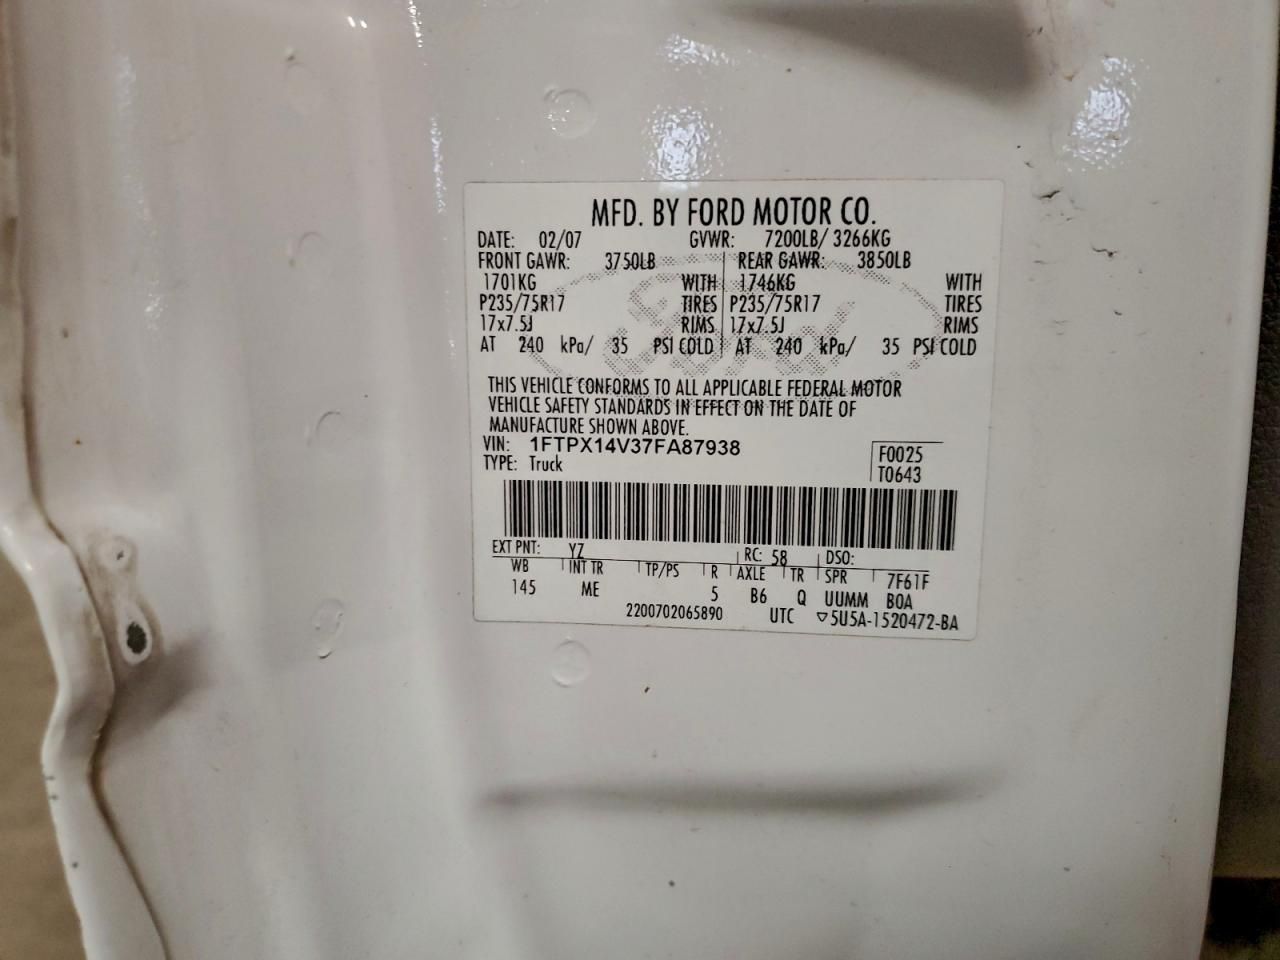 MFD. BY FORD MOTOR CO.
DATE: 02/07 GVWR: 7200LB/ 3266KG
FRONT GAWR: 3750LB REAR GAWR: 3850LB
1701KG WITH 1746KG WITH
P235/75R17 TIRES P235/75R17 TIRES
17x7.5J RIMS 17x7.5J RIMS
AT 240 kPa/ 35 PSI COLD AT 240 kPa/ 35 PSI COLD
Ford
THIS VEHICLE CONFORMS TO ALL APPLICABLE FEDERAL MOTOR
VEHICLE SAFETY STANDARDS IN EFFECT ON THE DATE OF
MANUFACTURE SHOWN ABOVE.
VIN: 1FTPX14V37FA87938
TYPE: Truck
F0025
T0643
EXT PNT: YZ RC: 58 DSO:
WB INT TR TP/PS R AXLE TR SPR 7F61F
145 ME 5 B6 Q UUMM BOA
2200702065890 UTC ▽5U5A-1520472-BA